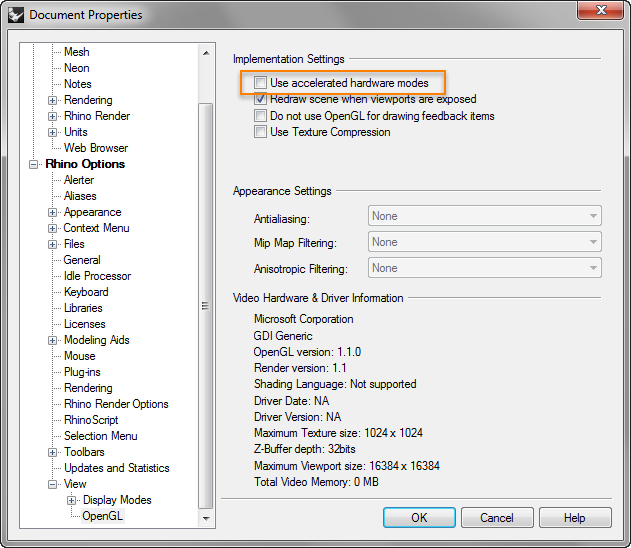 Document Properties
Mesh
Neon
Notes
Rendering
Rhino Render
Units
Web Browser
Rhino Options
Alerter
Aliases
Appearance
Context Menu
Files
General
Idle Processor
Keyboard
Libraries
Licenses
Modeling Aids
Mouse
Plug-ins
Rendering
Rhino Render Options
RhinoScript
Selection Menu
Toolbars
Updates and Statistics
View
Display Modes
OpenGL
Implementation Settings
Use accelerated hardware modes
Redraw scene when viewports are exposed
Do not use OpenGL for drawing feedback items
Use Texture Compression
Appearance Settings
Antialiasing: None
Mip Map Filtering: None
Anisotropic Filtering: None
Video Hardware & Driver Information
Microsoft Corporation
GDI Generic
OpenGL version: 1.1.0
Render version: 1.1
Shading Language: Not supported
Driver Date: NA
Driver Version: NA
Maximum Texture size: 1024 x 1024
Z-Buffer depth: 32bits
Maximum Viewport size: 16384 x 16384
Total Video Memory: 0 MB
OK Cancel Help